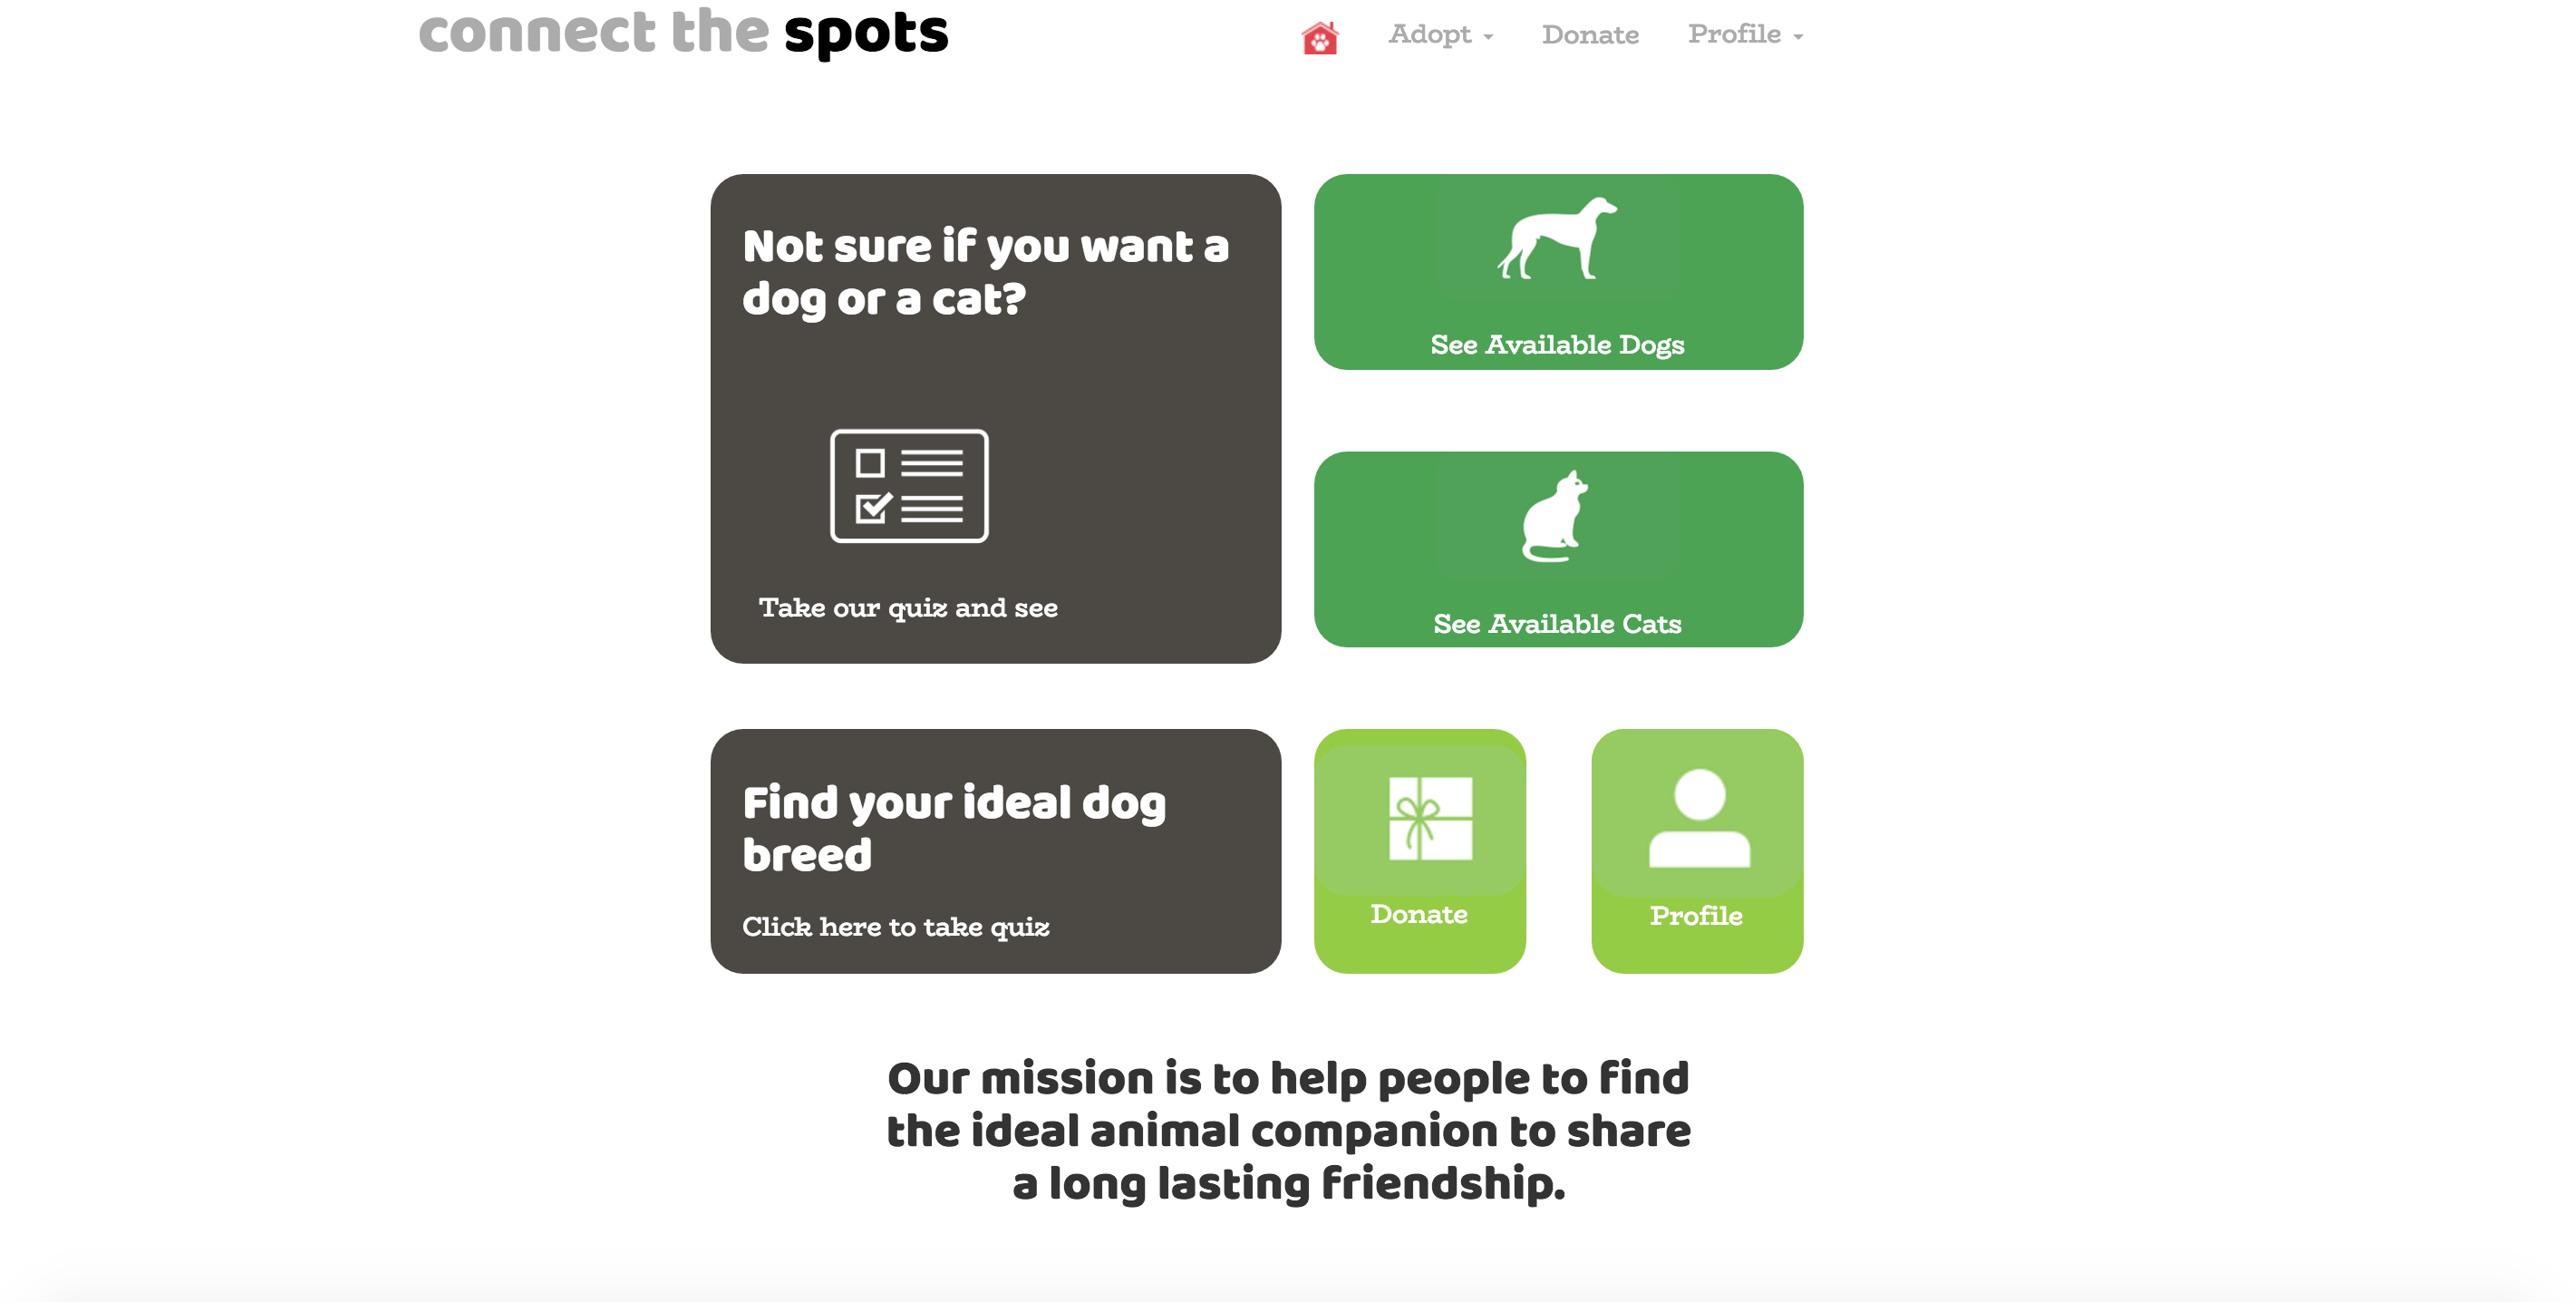 connect the spots
Adopt
Donate
Profile
Not sure if you want a
dog or a cat?
Take our quiz and see
See Available Dogs
See Available Cats
Find your ideal dog
breed
Click here to take quiz
Donate
Profile
Our mission is to help people to find
the ideal animal companion to share
a long lasting friendship.